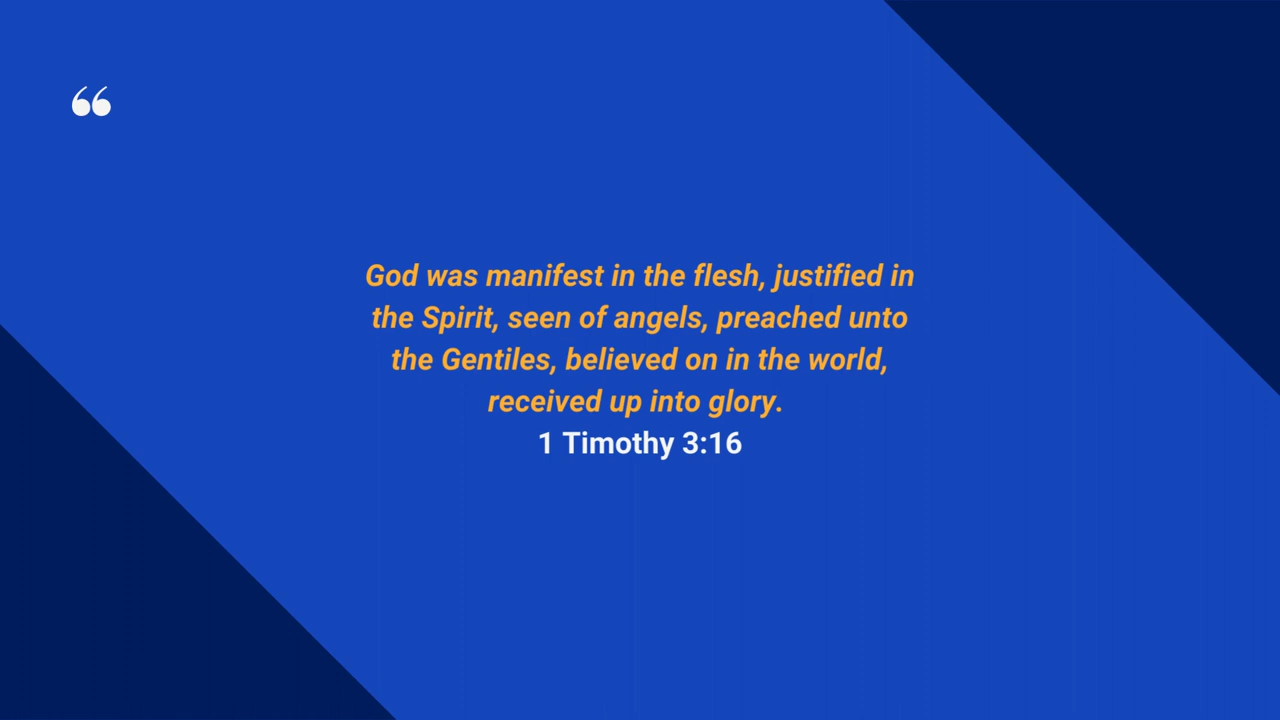 “
God was manifest in the flesh, justified in
the Spirit, seen of angels, preached unto
the Gentiles, believed on in the world,
received up into glory.
1 Timothy 3:16